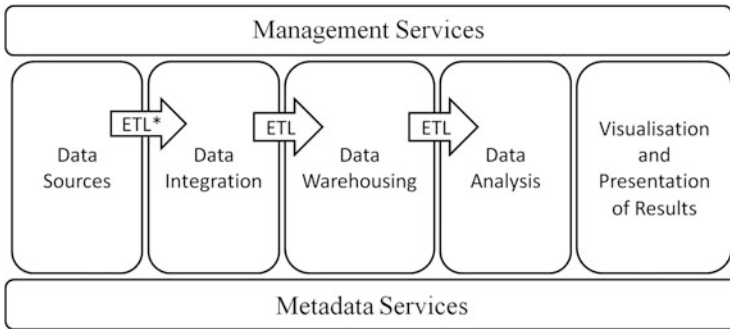 Management Services
ETL*
ETL
ETL
Data
Sources
Data
Integration
Data
Warehousing
Data
Analysis
Visualisation
and
Presentation
of Results
Metadata Services